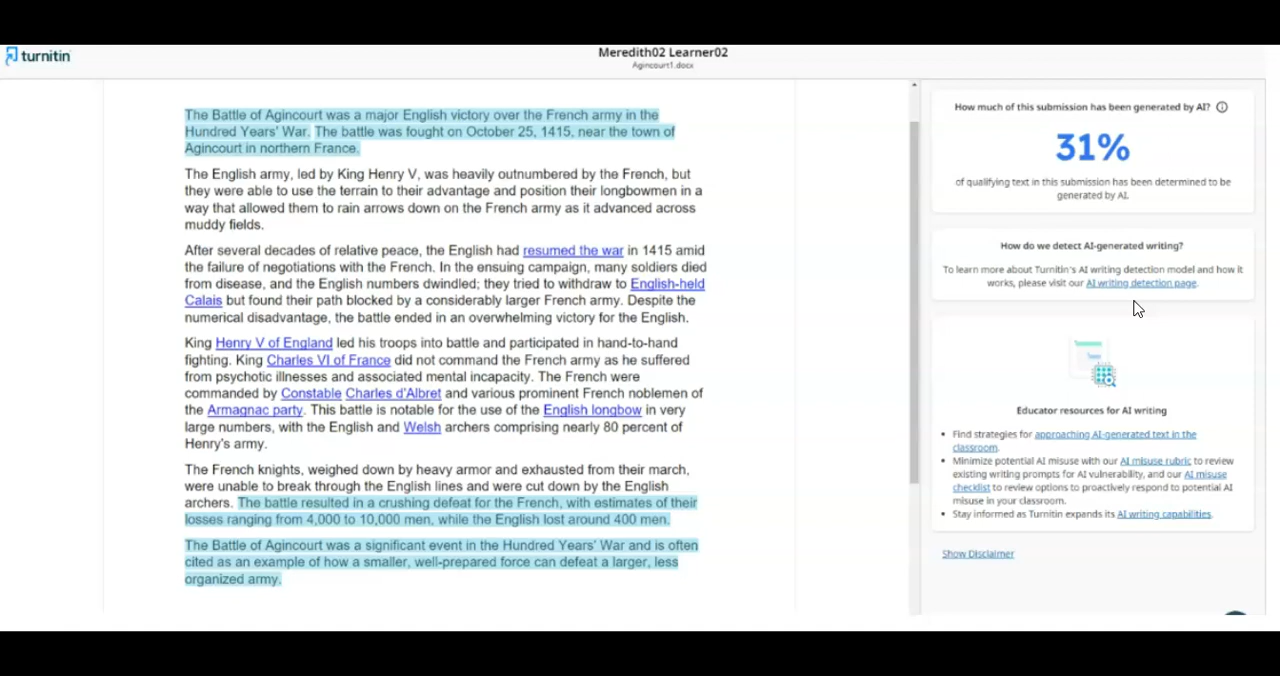 turnitin
Meredith02 Learner02
Agincourt1.docx
The Battle of Agincourt was a major English victory over the French army in the
Hundred Years' War. The battle was fought on October 25, 1415, near the town of
Agincourt in northern France.
The English army, led by King Henry V, was heavily outnumbered by the French, but
they were able to use the terrain to their advantage and position their longbowmen in a
way that allowed them to rain arrows down on the French army as it advanced across
muddy fields.
After several decades of relative peace, the English had resumed the war in 1415 amid
the failure of negotiations with the French. In the ensuing campaign, many soldiers died
from disease, and the English numbers dwindled; they tried to withdraw to English-held
Calais but found their path blocked by a considerably larger French army. Despite the
numerical disadvantage, the battle ended in an overwhelming victory for the English.
King Henry V of England led his troops into battle and participated in hand-to-hand
fighting. King Charles VI of France did not command the French army as he suffered
from psychotic illnesses and associated mental incapacity. The French were
commanded by Constable Charles d'Albret and various prominent French noblemen of
the Armagnac party. This battle is notable for the use of the English longbow in very
large numbers, with the English and Welsh archers comprising nearly 80 percent of
Henry's army.
The French knights, weighed down by heavy armor and exhausted from their march,
were unable to break through the English lines and were cut down by the English
archers. The battle resulted in a crushing defeat for the French, with estimates of their
losses ranging from 4,000 to 10,000 men, while the English lost around 400 men.
The Battle of Agincourt was a significant event in the Hundred Years' War and is often
cited as an example of how a smaller, well-prepared force can defeat a larger, less
organized army.
How much of this submission has been generated by AI?
31%
of qualifying text in this submission has been determined to be
generated by AI.
How do we detect AI-generated writing?
To learn more about Turnitin's AI writing detection model and how it
works, please visit our AI writing detection page.
Educator resources for AI writing
• Find strategies for approaching AI-generated text in the
classroom.
• Minimize potential AI misuse with our AI misuse rubric to review
existing writing prompts for AI vulnerability, and our AI misuse
checklist to review options to proactively respond to potential AI
misuse in your classroom.
• Stay informed as Turnitin expands its AI writing capabilities.
Show Disclaimer